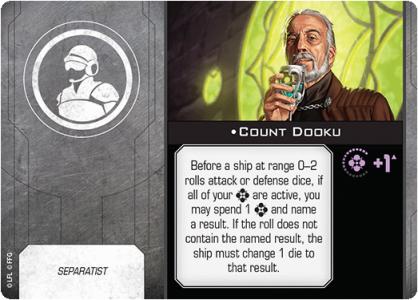 •Count Dooku
Before a ship at range 0–2
rolls attack or defense dice, if
all of your are active, you
may spend 1 and name
a result. If the roll does not
contain the named result, the
ship must change 1 die to
that result.
+1
SEPARATIST
© LFL © FFG